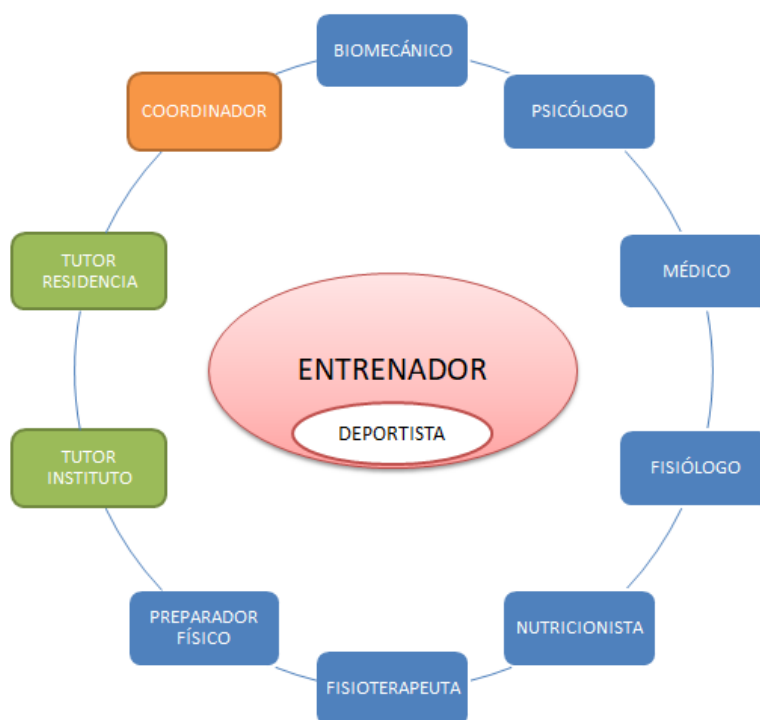 BIOMECÁNICO
COORDINADOR
PSICÓLOGO
TUTOR
RESIDENCIA
MÉDICO
ENTRENADOR
DEPORTISTA
TUTOR
INSTITUTO
FISIÓLOGO
PREPARADOR
FÍSICO
NUTRICIONISTA
FISIOTERAPEUTA